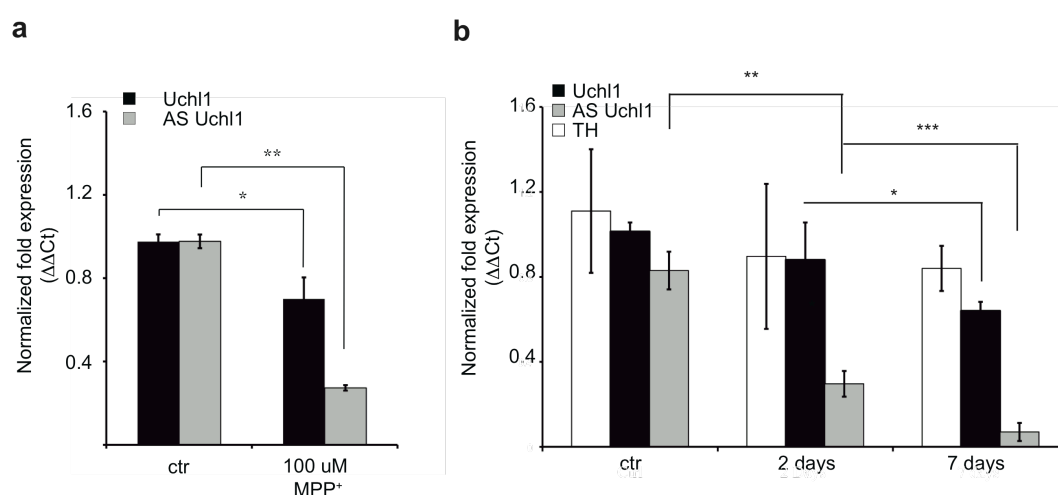 a
Uchl1
AS Uchl1
Normalized fold expression
(ΔΔCt)
1.6
1.2
0.8
0.4
**
*
ctr
100 uM
MPP⁺
b
Uchl1
AS Uchl1
TH
Normalized fold expression
(ΔΔCt)
1.6
1.2
0.8
0.4
**
***
*
ctr
2 days
7 days